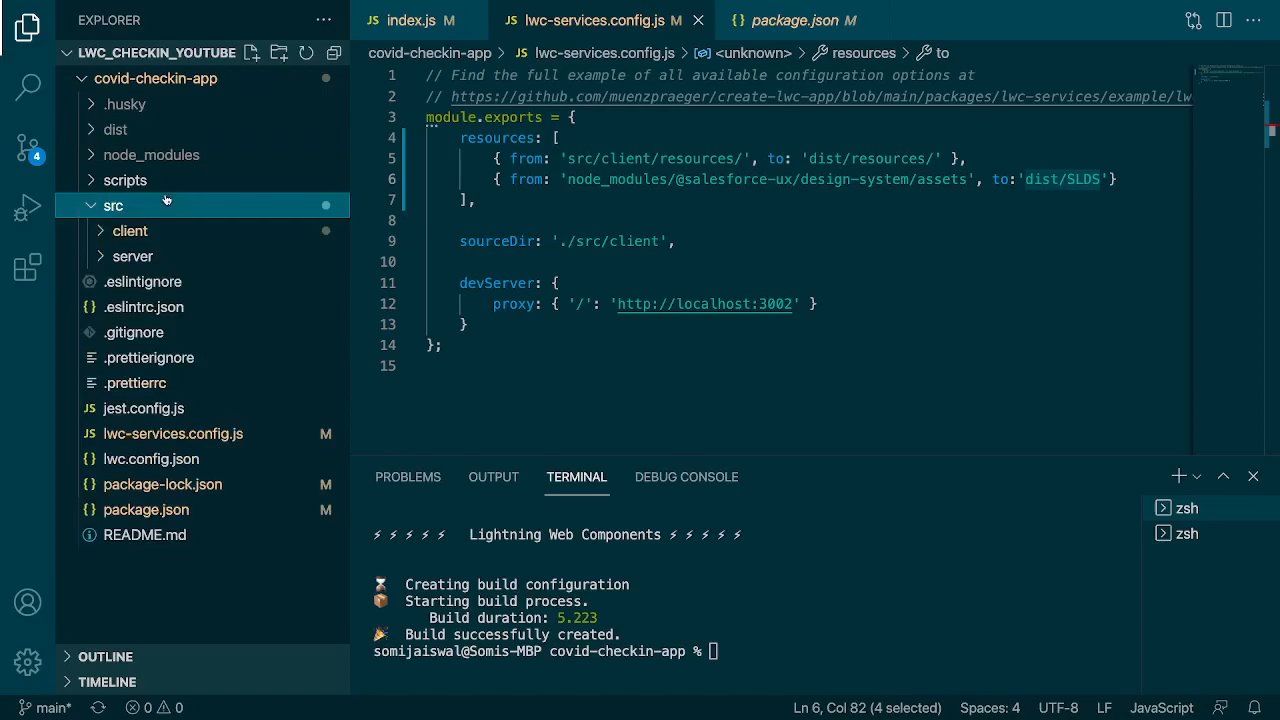 EXPLORER
LWC_CHECKIN_YOUTUBE
covid-checkin-app
.husky
dist
node_modules
scripts
src
client
server
.eslintignore
.eslintrc.json
.gitignore
.prettierignore
.prettierrc
JS jest.config.js
JS lwc-services.config.js M
lwc.config.json
package-lock.json M
package.json M
README.md
OUTLINE
TIMELINE
4
JS index.js M
JS lwc-services.config.js M
package.json M
covid-checkin-app > JS lwc-services.config.js > <unknown> > resources > to
1 // Find the full example of all available configuration options at
2 // https://github.com/muenzpraeger/create-lwc-app/blob/main/packages/lwc-services/example/lw
3 module.exports = {
4 resources: [
5 { from: 'src/client/resources/', to: 'dist/resources/' },
6 { from: 'node_modules/@salesforce-ux/design-system/assets', to:'dist/SLDS'}
7 ],
8
9 sourceDir: './src/client',
10
11 devServer: {
12 proxy: { '/': 'http://localhost:3002' }
13 }
14 };
15
PROBLEMS OUTPUT TERMINAL DEBUG CONSOLE
zsh
zsh
⚡ ⚡ ⚡ ⚡ ⚡ Lightning Web Components ⚡ ⚡ ⚡ ⚡ ⚡
Creating build configuration
Starting build process.
Build duration: 5.223
Build successfully created.
somijaiswal@Somis-MBP covid-checkin-app %
main* 0 0 Ln 6, Col 82 (4 selected) Spaces: 4 UTF-8 LF JavaScript